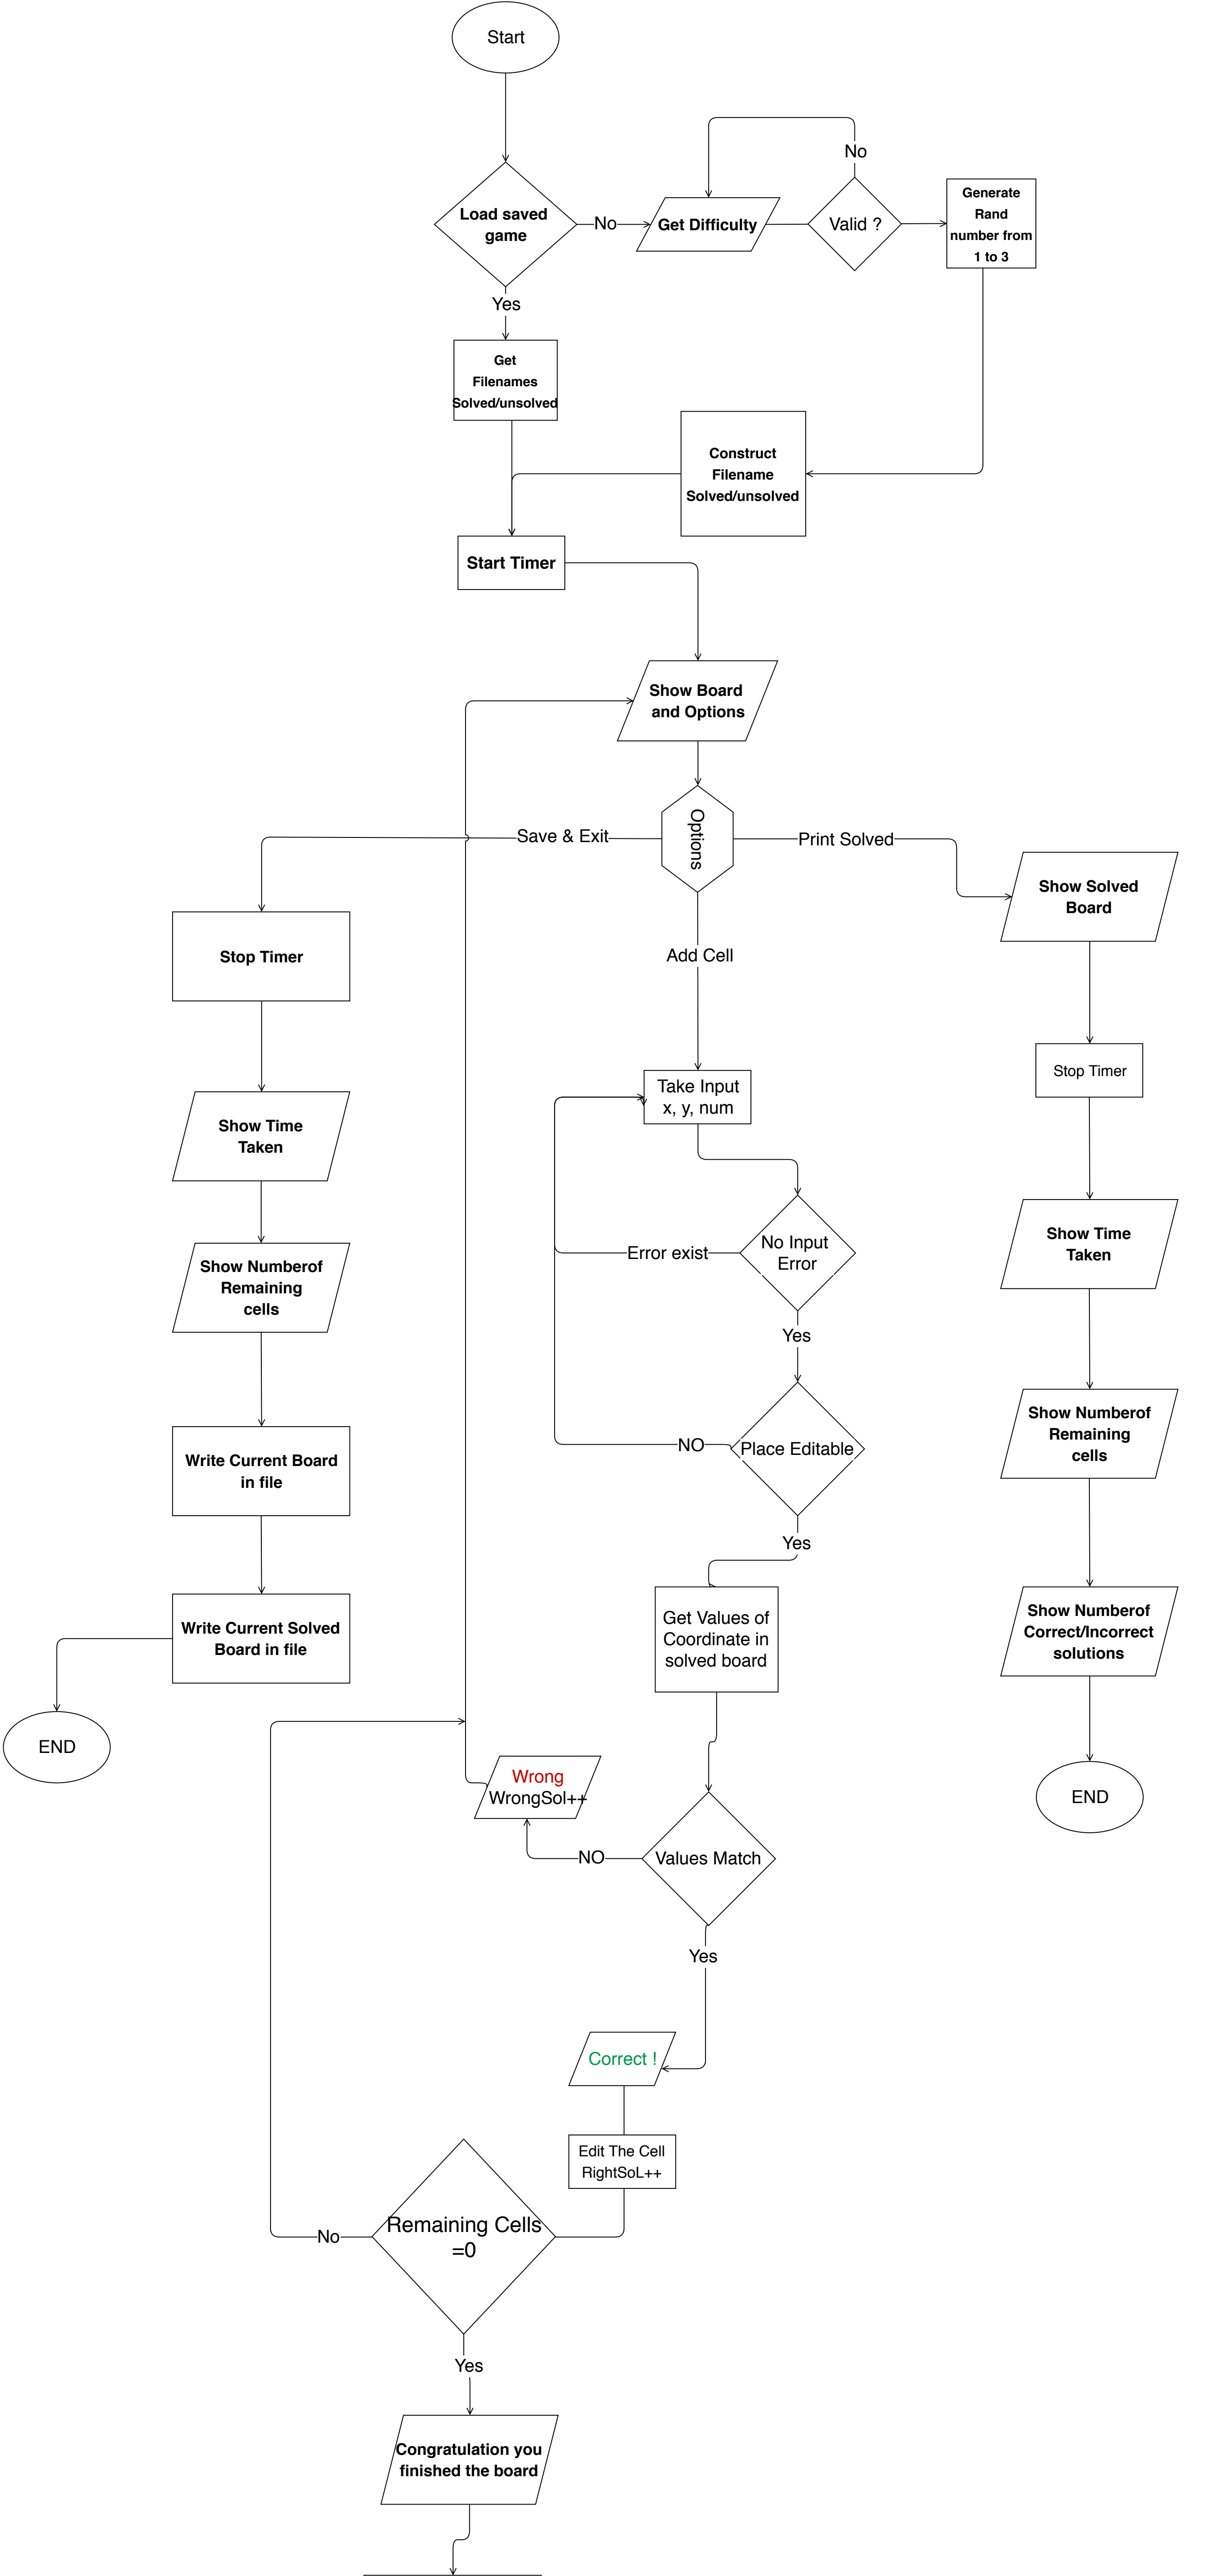 Start
No
Load saved
game
No
Get Difficulty
Valid ?
Generate
Rand
number from
1 to 3
Yes
Get
Filenames
Solved/unsolved
Construct
Filename
Solved/unsolved
Start Timer
Show Board
and Options
Options
Save & Exit
Print Solved
Show Solved
Board
Stop Timer
Add Cell
Stop Timer
Take Input
x, y, num
Show Time
Taken
No Input
Error
Error exist
Show Time
Taken
Show Numberof
Remaining
cells
Yes
Place Editable
NO
Show Numberof
Remaining
cells
Write Current Board
in file
Yes
Get Values of
Coordinate in
solved board
Show Numberof
Correct/Incorrect
solutions
Write Current Solved
Board in file
END
Wrong
WrongSol++
END
NO
Values Match
Yes
Correct !
Edit The Cell
RightSoL++
Remaining Cells
=0
No
Yes
Congratulation you
finished the board